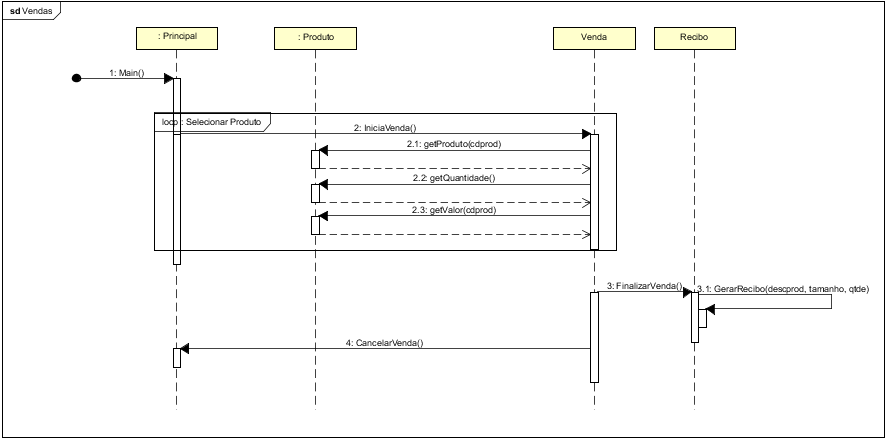 sd Vendas
: Principal
: Produto
Venda
Recibo
1: Main()
loop : Selecionar Produto
2: IniciaVenda()
2.1: getProduto(cdprod)
2.2: getQuantidade()
2.3: getValor(cdprod)
3: FinalizarVenda()
3.1: GerarRecibo(descprod, tamanho, qtde)
4: CancelarVenda()